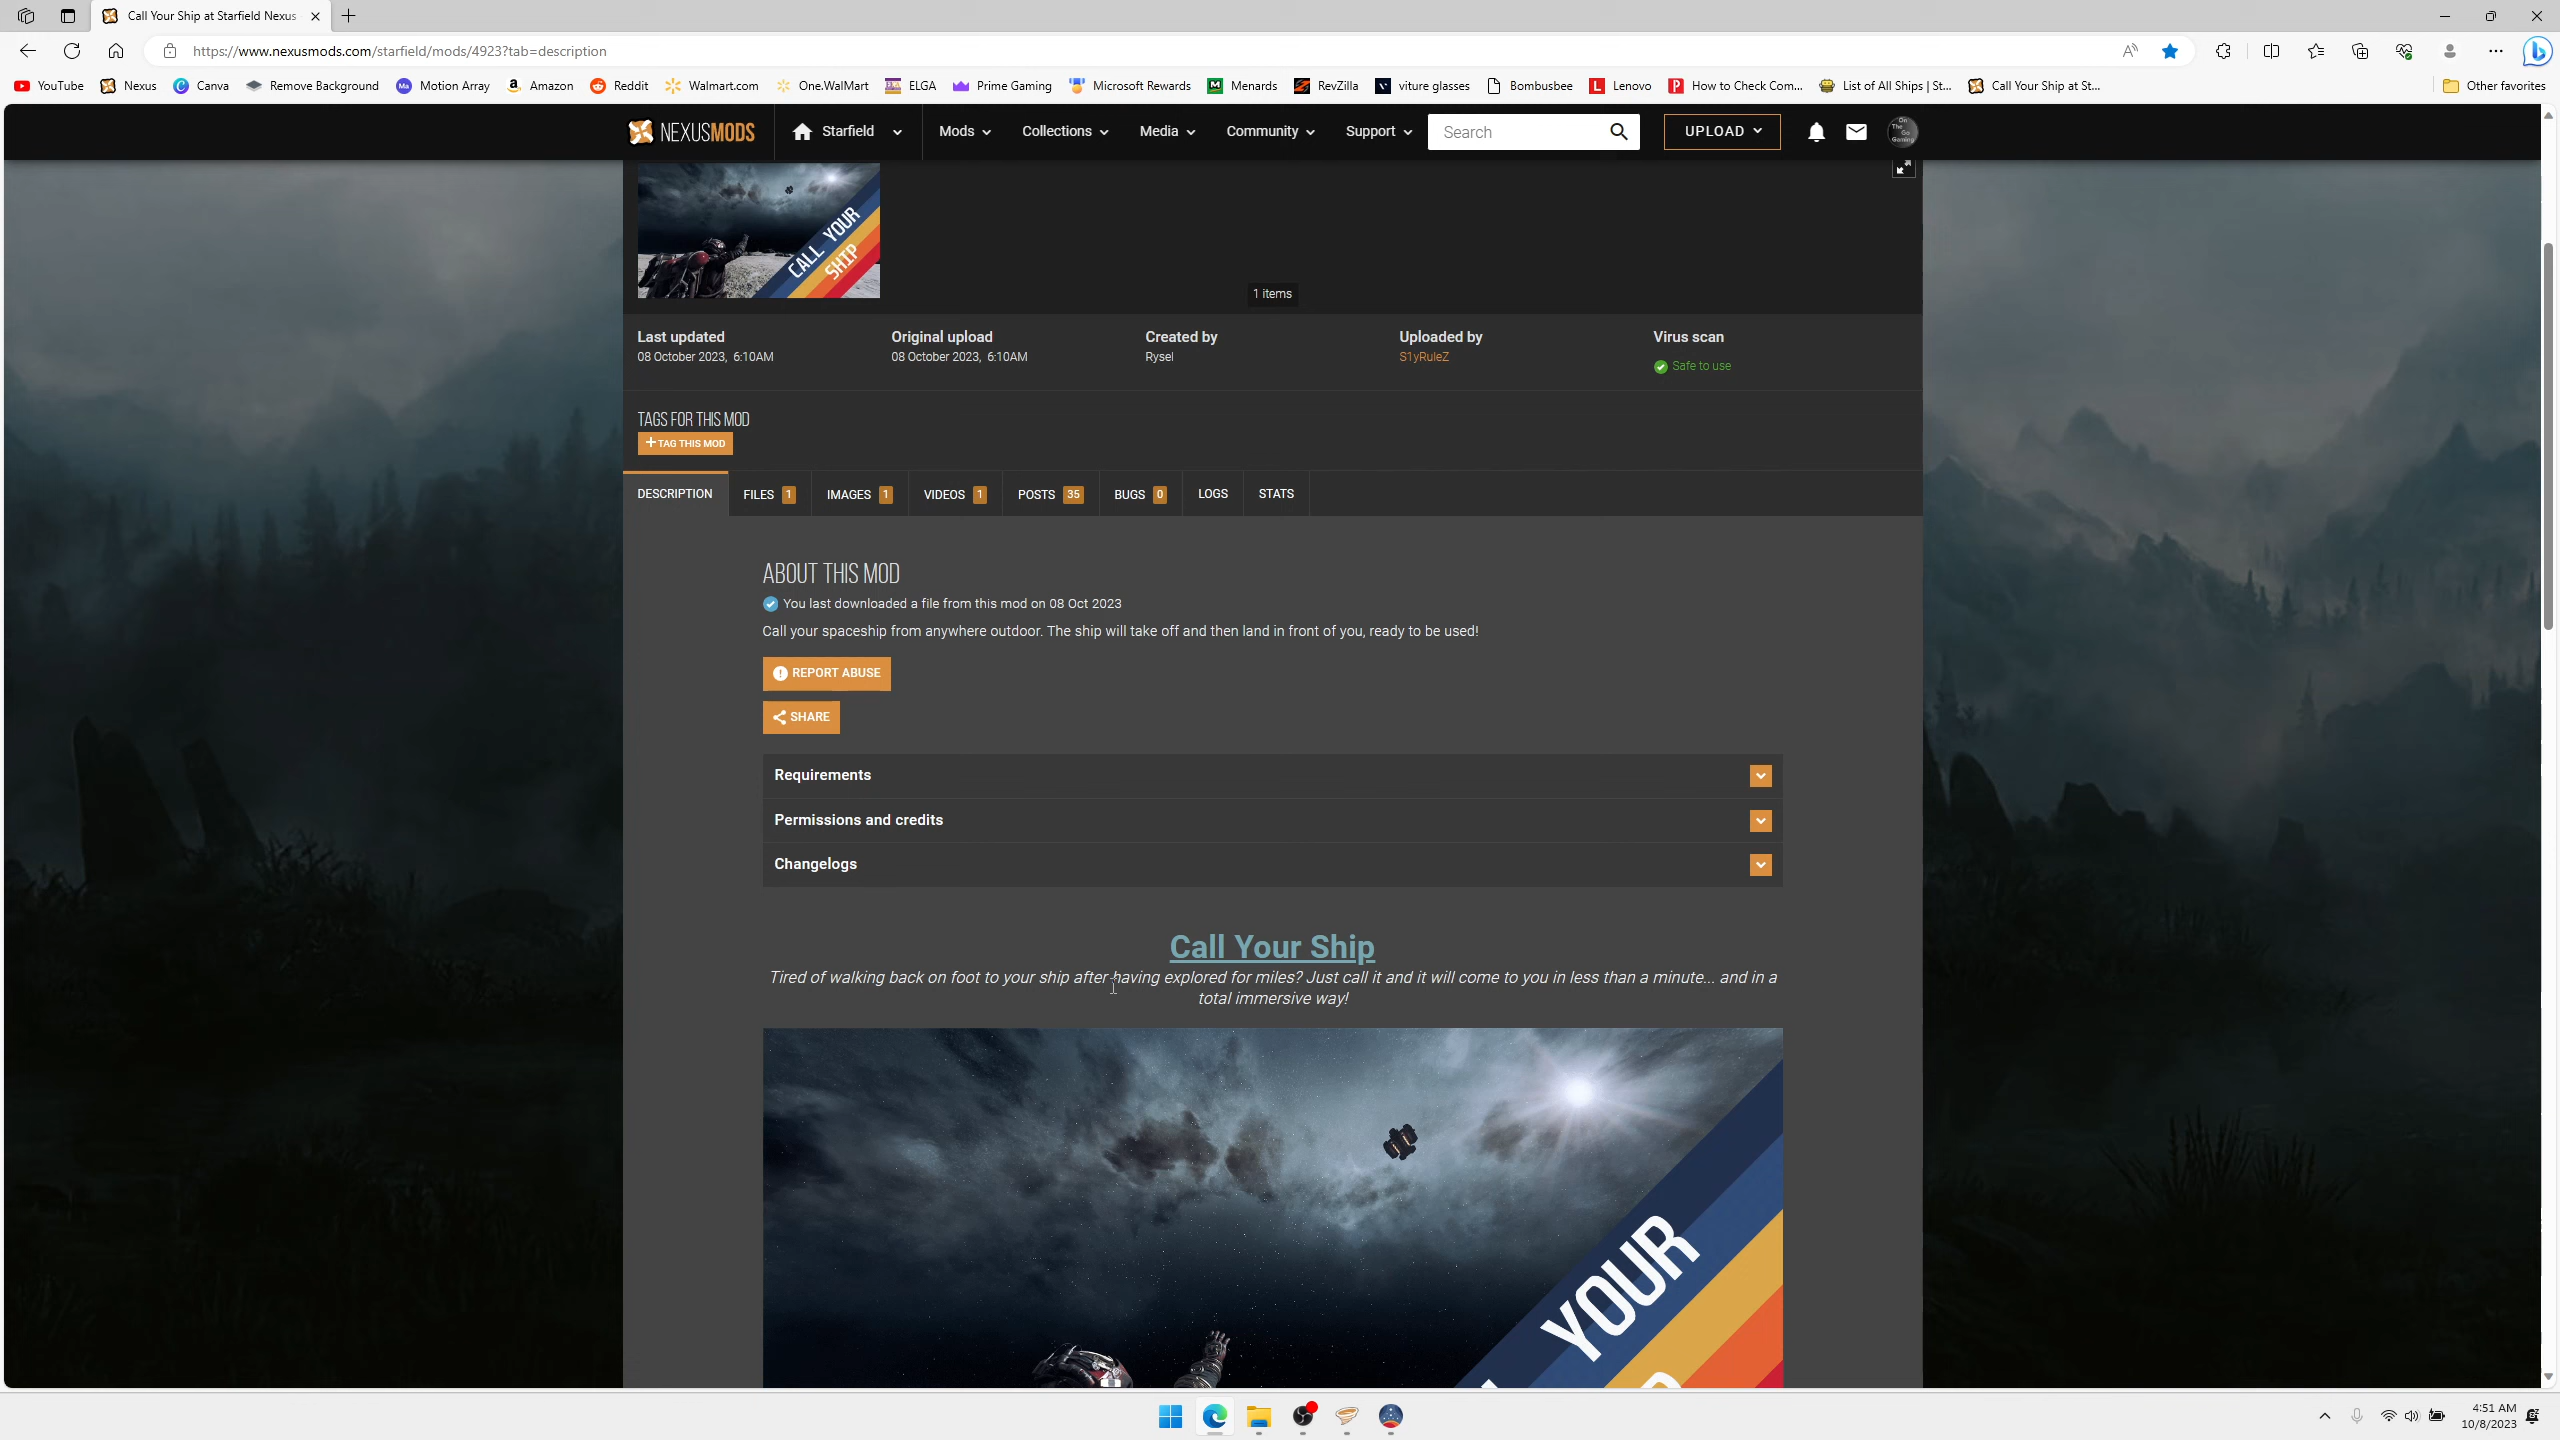 Call Your Ship at Starfield Nexus
https://www.nexusmods.com/starfield/mods/4923?tab=description
YouTube Nexus Canva Remove Background Motion Array Amazon Reddit Walmart.com One.WalMart ELGA Prime Gaming Microsoft Rewards Menards RevZilla viture glasses Bombusbee Lenovo How to Check Com... List of All Ships | St... Call Your Ship at St... Other favorites
NEXUSMODS Starfield Mods Collections Media Community Support Search UPLOAD On The Go Gaming
CALL YOUR
SHIP
1 items
Last updated Original upload Created by Uploaded by Virus scan
08 October 2023, 6:10AM 08 October 2023, 6:10AM Rysel S1yRuleZ Safe to use
TAGS FOR THIS MOD
+ TAG THIS MOD
DESCRIPTION FILES 1 IMAGES 1 VIDEOS 1 POSTS 35 BUGS 0 LOGS STATS
ABOUT THIS MOD
You last downloaded a file from this mod on 08 Oct 2023
Call your spaceship from anywhere outdoor. The ship will take off and then land in front of you, ready to be used!
REPORT ABUSE
SHARE
Requirements
Permissions and credits
Changelogs
Call Your Ship
Tired of walking back on foot to your ship after having explored for miles? Just call it and it will come to you in less than a minute... and in a
total immersive way!
YOUR
4:51 AM
10/8/2023